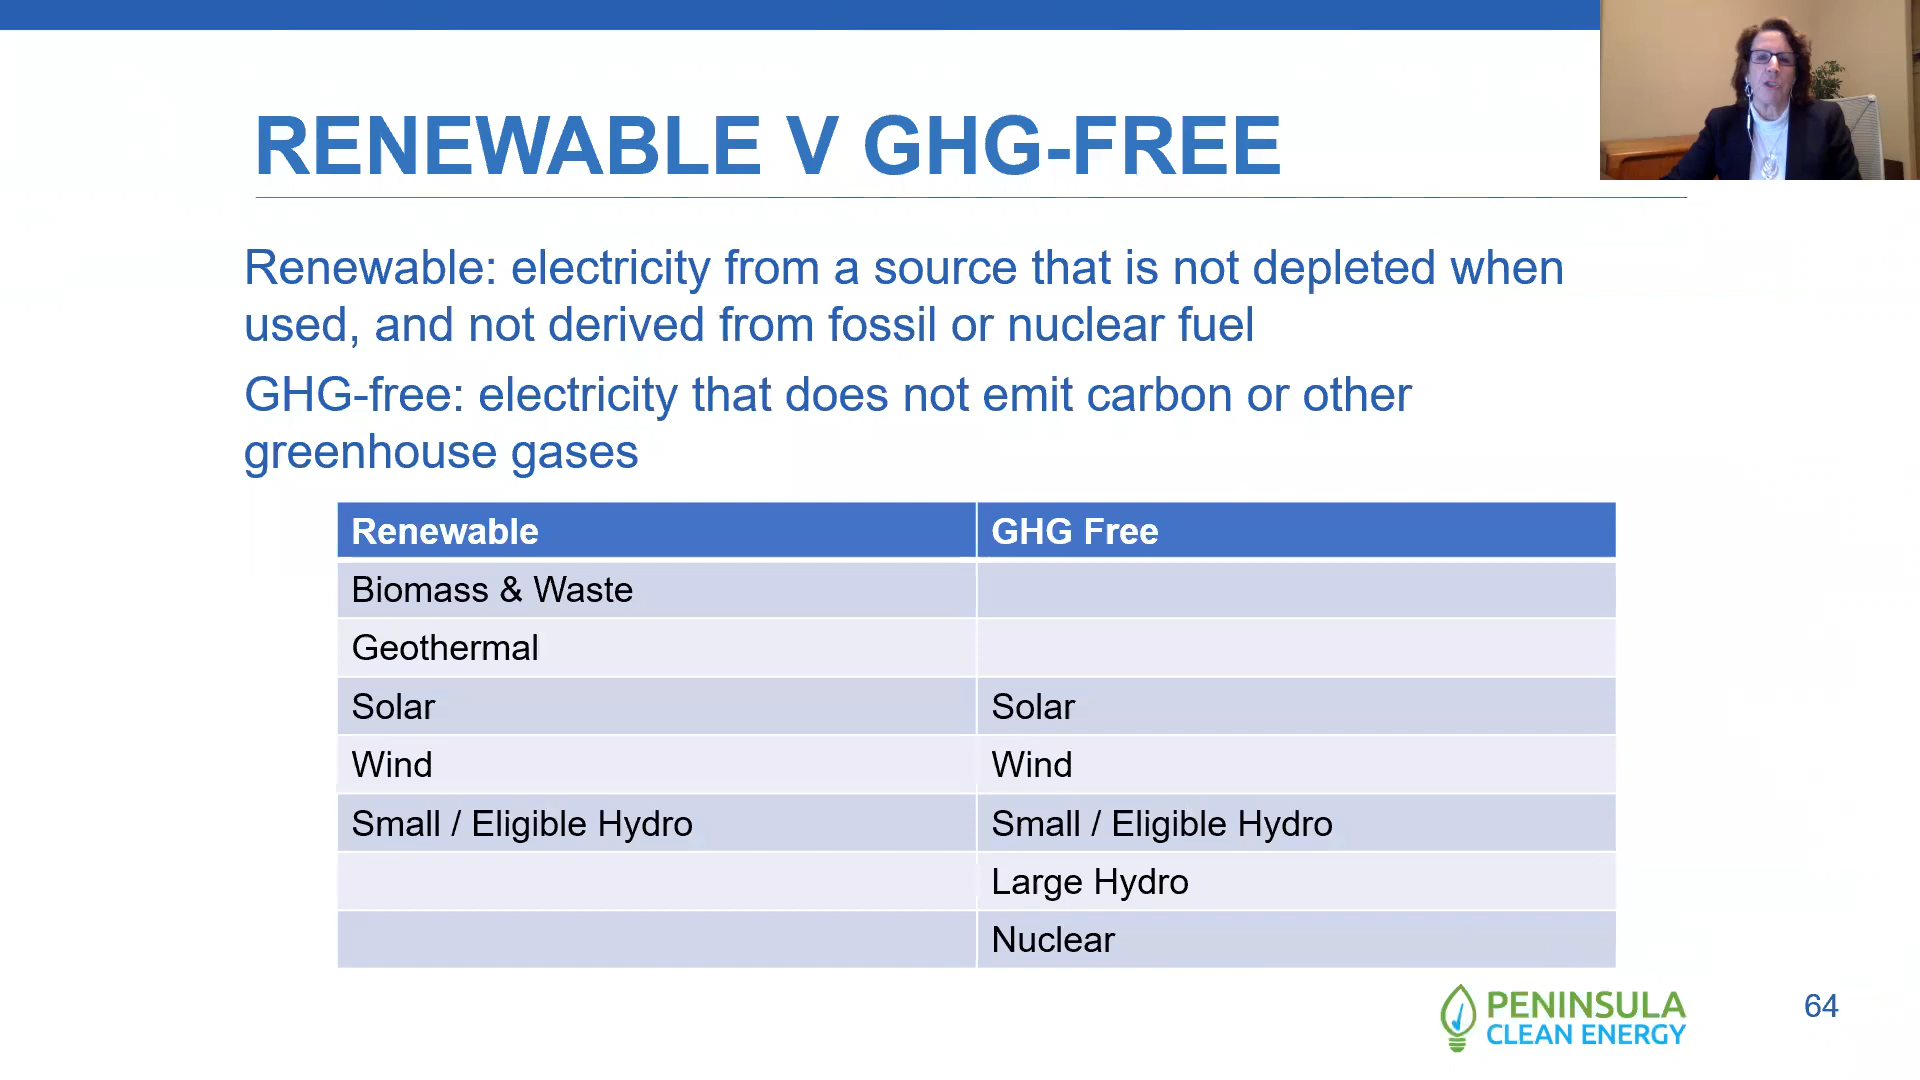 RENEWABLE V GHG-FREE
Renewable: electricity from a source that is not depleted when
used, and not derived from fossil or nuclear fuel
GHG-free: electricity that does not emit carbon or other
greenhouse gases
Renewable GHG Free
Biomass & Waste
Geothermal
Solar Solar
Wind Wind
Small / Eligible Hydro Small / Eligible Hydro
Large Hydro
Nuclear
PENINSULA
CLEAN ENERGY
64